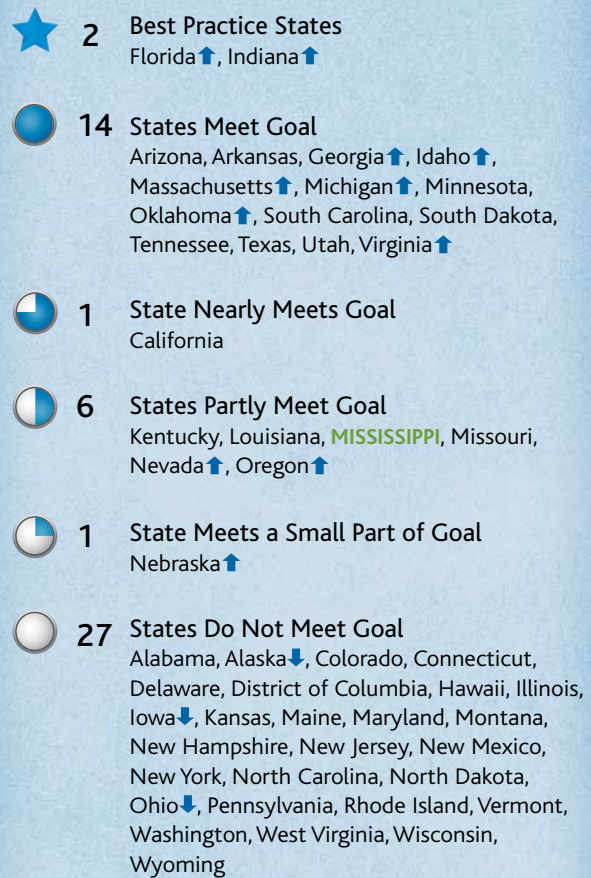 2 Best Practice States
Florida⬆, Indiana⬆
14 States Meet Goal
Arizona, Arkansas, Georgia⬆, Idaho⬆,
Massachusetts⬆, Michigan⬆, Minnesota,
Oklahoma⬆, South Carolina, South Dakota,
Tennessee, Texas, Utah, Virginia⬆
1 State Nearly Meets Goal
California
6 States Partly Meet Goal
Kentucky, Louisiana, MISSISSIPPI, Missouri,
Nevada⬆, Oregon⬆
1 State Meets a Small Part of Goal
Nebraska⬆
27 States Do Not Meet Goal
Alabama, Alaska⬇, Colorado, Connecticut,
Delaware, District of Columbia, Hawaii, Illinois,
Iowa⬇, Kansas, Maine, Maryland, Montana,
New Hampshire, New Jersey, New Mexico,
New York, North Carolina, North Dakota,
Ohio⬇, Pennsylvania, Rhode Island, Vermont,
Washington, West Virginia, Wisconsin,
Wyoming